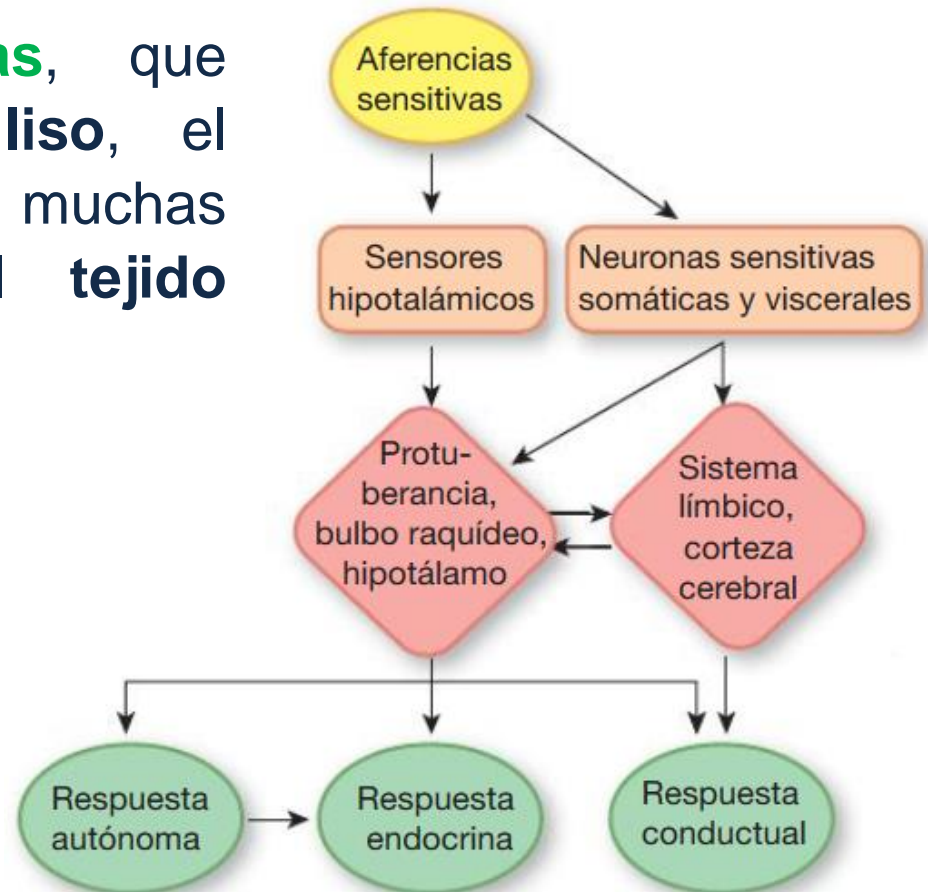 as, que
liso, el
muchas
l tejido
Aferencias
sensitivas
Sensores
hipotalámicos
Neuronas sensitivas
somáticas y viscerales
Protu-
berancia,
bulbo raquídeo,
hipotálamo
Sistema
límbico,
corteza
cerebral
Respuesta
autónoma
Respuesta
endocrina
Respuesta
conductual